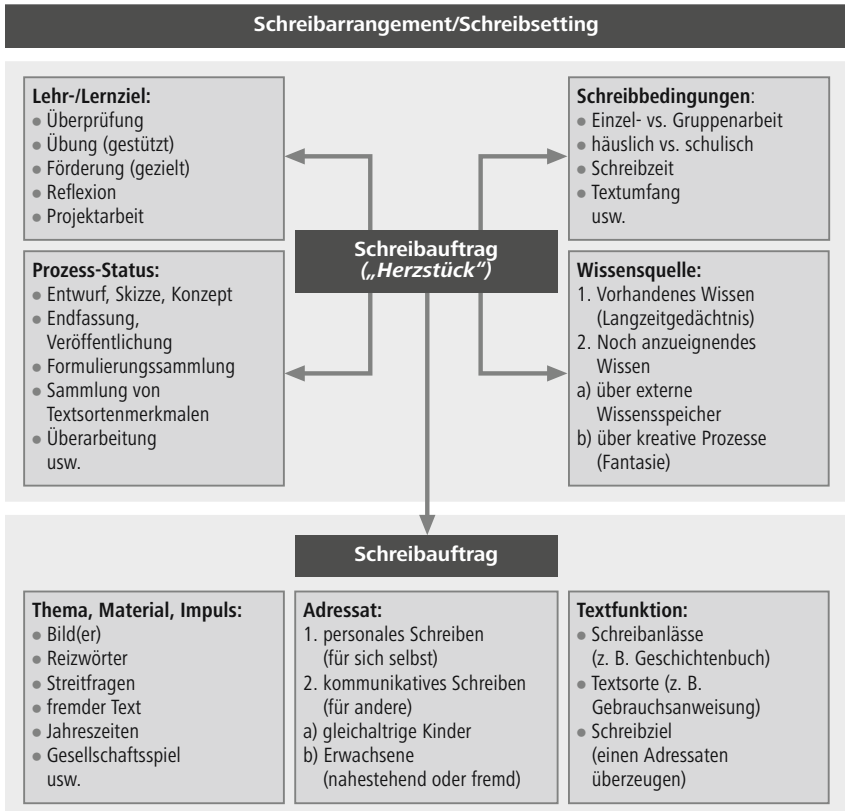 Schreibarrangement/Schreibsetting
Lehr-/Lernziel:
● Überprüfung
● Übung (gestützt)
● Förderung (gezielt)
● Reflexion
● Projektarbeit
Schreibbedingungen:
● Einzel- vs. Gruppenarbeit
● häuslich vs. schulisch
● Schreibzeit
● Textumfang
usw.
Schreibauftrag
(„Herzstück“)
Prozess-Status:
● Entwurf, Skizze, Konzept
● Endfassung,
Veröffentlichung
● Formulierungssammlung
● Sammlung von
Textsortenmerkmalen
● Überarbeitung
usw.
Wissensquelle:
1. Vorhandenes Wissen
(Langzeitgedächtnis)
2. Noch anzueignendes
Wissen
a) über externe
Wissensspeicher
b) über kreative Prozesse
(Fantasie)
Schreibauftrag
Thema, Material, Impuls:
● Bild(er)
● Reizwörter
● Streitfragen
● fremder Text
● Jahreszeiten
● Gesellschaftsspiel
usw.
Adressat:
1. personales Schreiben
(für sich selbst)
2. kommunikatives Schreiben
(für andere)
a) gleichaltrige Kinder
b) Erwachsene
(nahestehend oder fremd)
Textfunktion:
● Schreibanlässe
(z. B. Geschichtenbuch)
● Textsorte (z. B.
Gebrauchsanweisung)
● Schreibziel
(einen Adressaten
überzeugen)